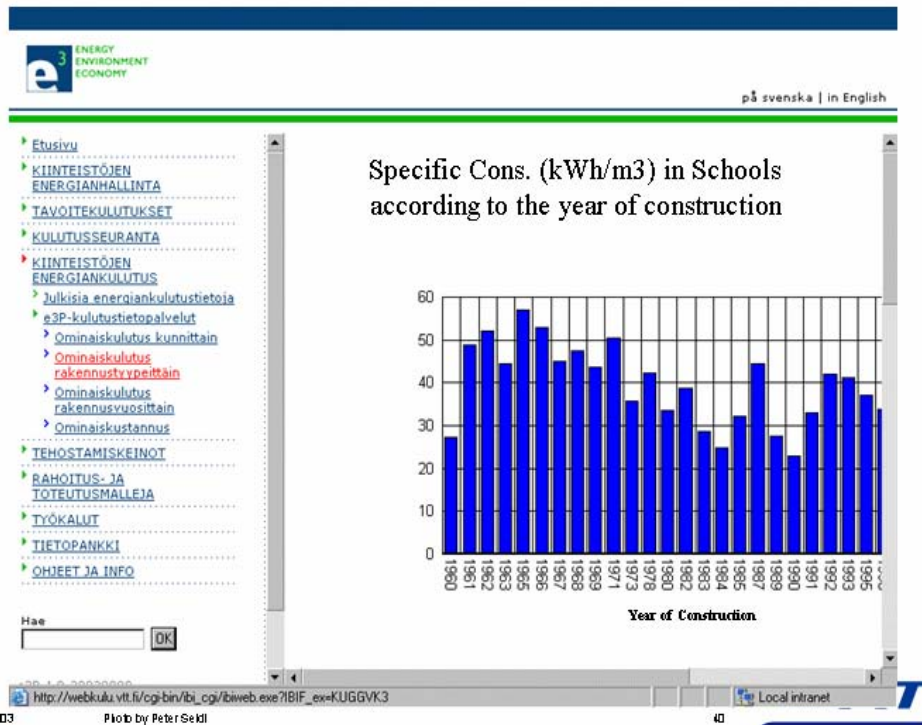 e3
ENERGY
ENVIRONMENT
ECONOMY
på svenska | in English
Etusivu
KIINTEISTÖJEN
ENERGIANHALLINTA
TAVOITEKULUTUKSET
KULUTUSSEURANTA
KIINTEISTÖJEN
ENERGIANKULUTUS
Julkisia energiankulutustietoja
e3P-kulutustietopalvelut
Ominaiskulutus kunnittain
Ominaiskulutus
rakennustyypeittäin
Ominaiskulutus
rakennusvuosittain
Ominaiskustannus
TEHOSTAMISKEINOT
RAHOITUS- JA
TOTEUTUSMALLEJA
TYÖKALUT
TIETOPANKKI
OHJEET JA INFO
Hae
OK
Specific Cons. (kWh/m3) in Schools
according to the year of construction
60
50
40
30
20
10
0
1960 1961 1962 1963 1965 1966 1967 1968 1969 1971 1973 1978 1980 1982 1983 1984 1985 1987 1989 1990 1991 1992 1993 1995
Year of Construction
http://webkulu.vtt.fi/cgi-bin/ibi_cgi/ibiweb.exe?IBIF_ex=KUGGVK3
Local intranet
03
Photo by Peter Seidl
40